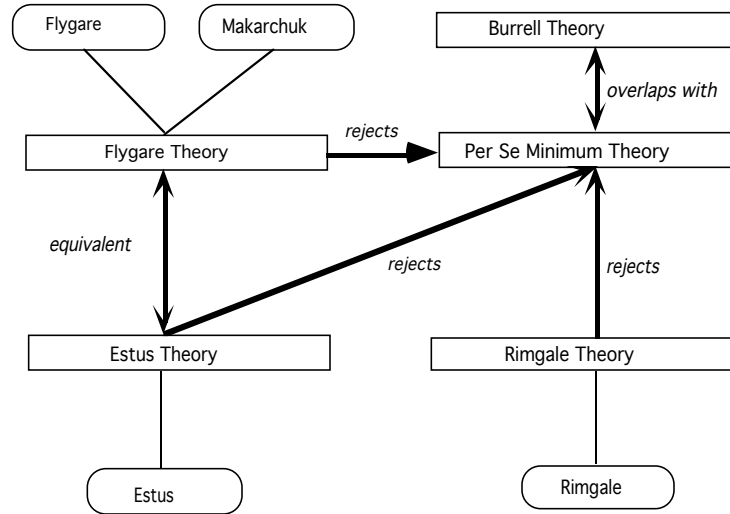 Flygare
Makarchuk
Burrell Theory
overlaps with
rejects
Flygare Theory
Per Se Minimum Theory
equivalent
rejects
rejects
Estus Theory
Rimgale Theory
Estus
Rimgale